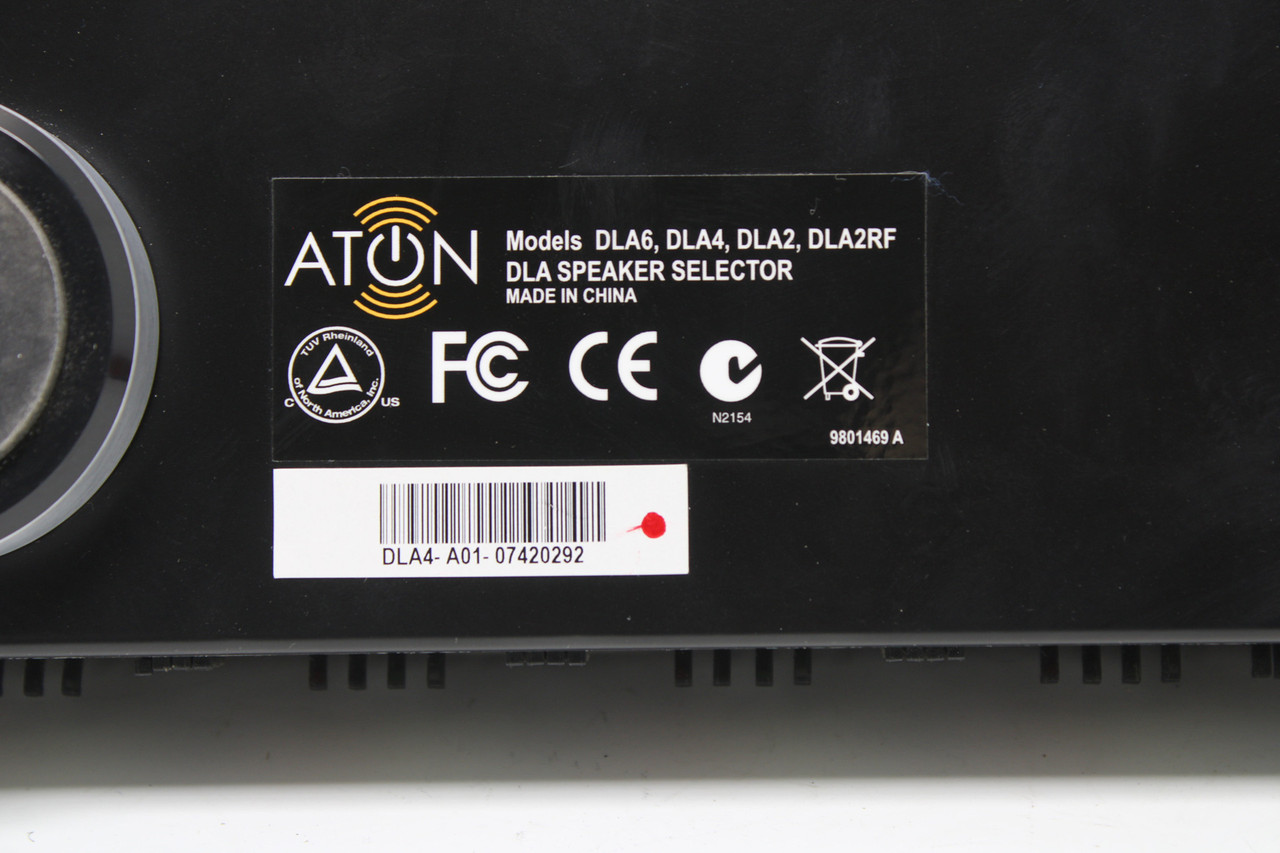 ATON
Models DLA6, DLA4, DLA2, DLA2RF
DLA SPEAKER SELECTOR
MADE IN CHINA
TUV Rheinland
of North America, Inc.
C US
FC CE
N2154
9801469 A
DLA4- A01- 07420292